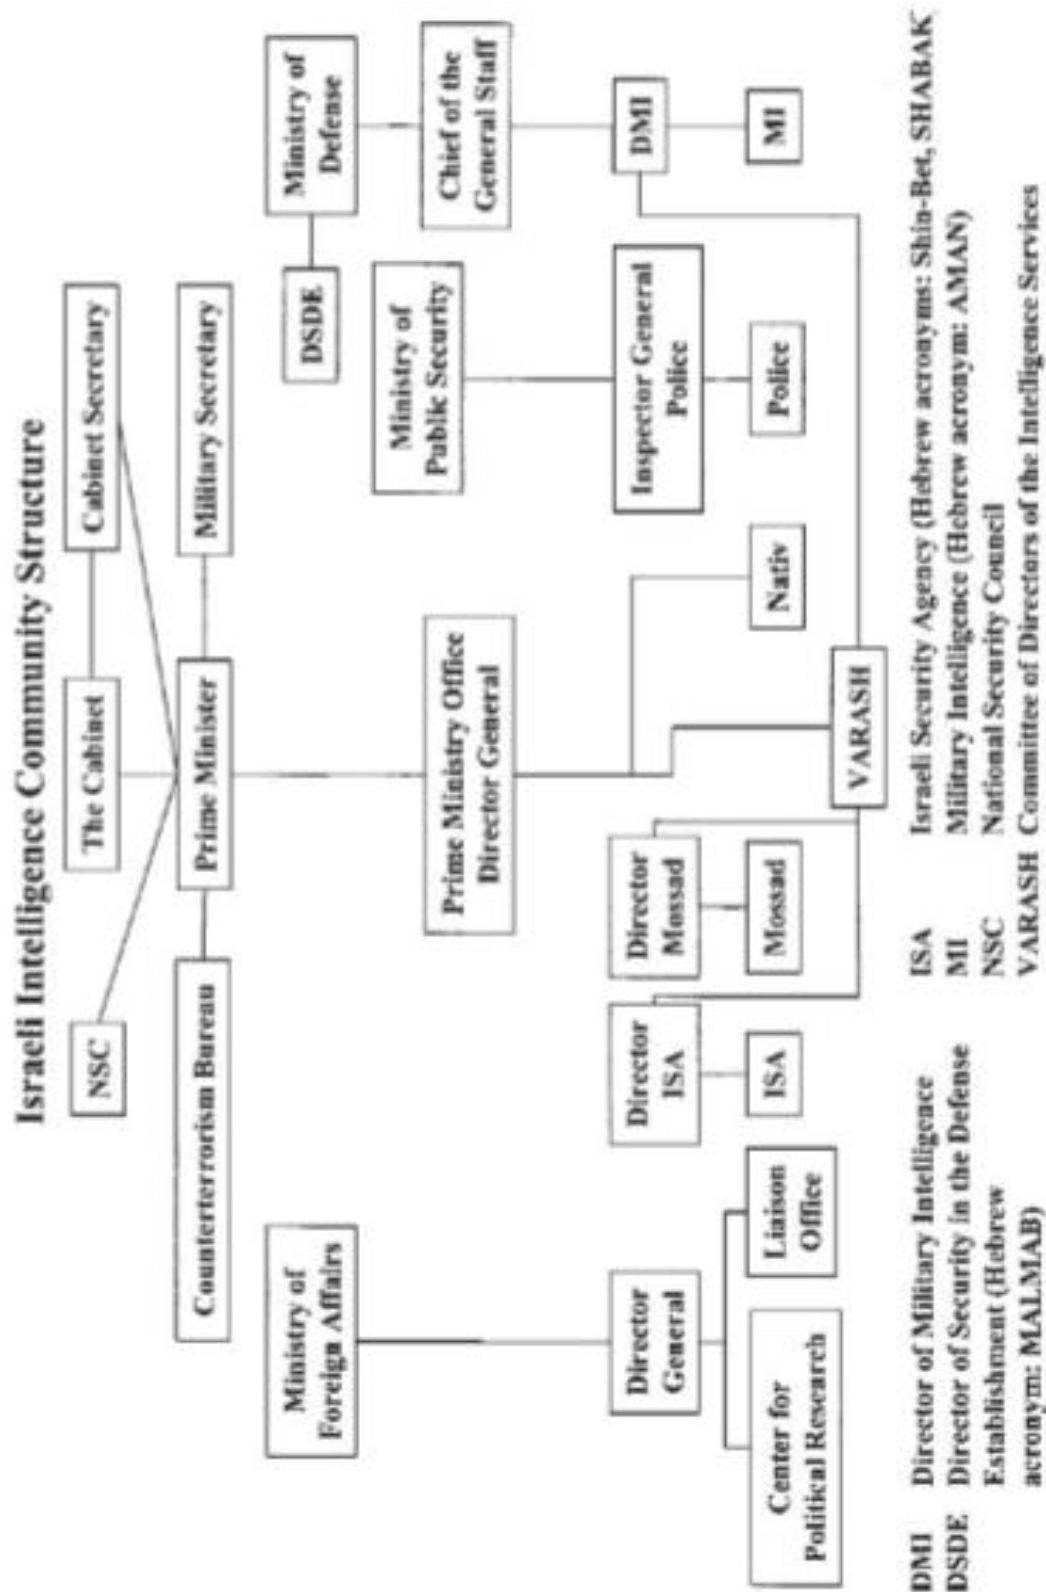 Israeli Intelligence Community Structure
NSC
The Cabinet
Cabinet Secretary
Counterterrorism Bureau
Prime Minister
Military Secretary
Ministry of
Foreign Affairs
Ministry of
Defense
DSDE
Ministry of
Public Security
Prime Ministry Office
Director General
Chief of the
General Staff
Director
General
Director
ISA
Director
Mossad
Inspector General
Police
DMI
Center for
Political Research
Liaison
Office
ISA
Mossad
Nativ
Police
MI
VARASH
DMI Director of Military Intelligence
DSDE Director of Security in the Defense
Establishment (Hebrew
acronym: MALMAB)
ISA Israeli Security Agency (Hebrew acronyms: Shin-Bet, SHABAK
MI Military Intelligence (Hebrew acronym: AMAN)
NSC National Security Council
VARASH Committee of Directors of the Intelligence Services